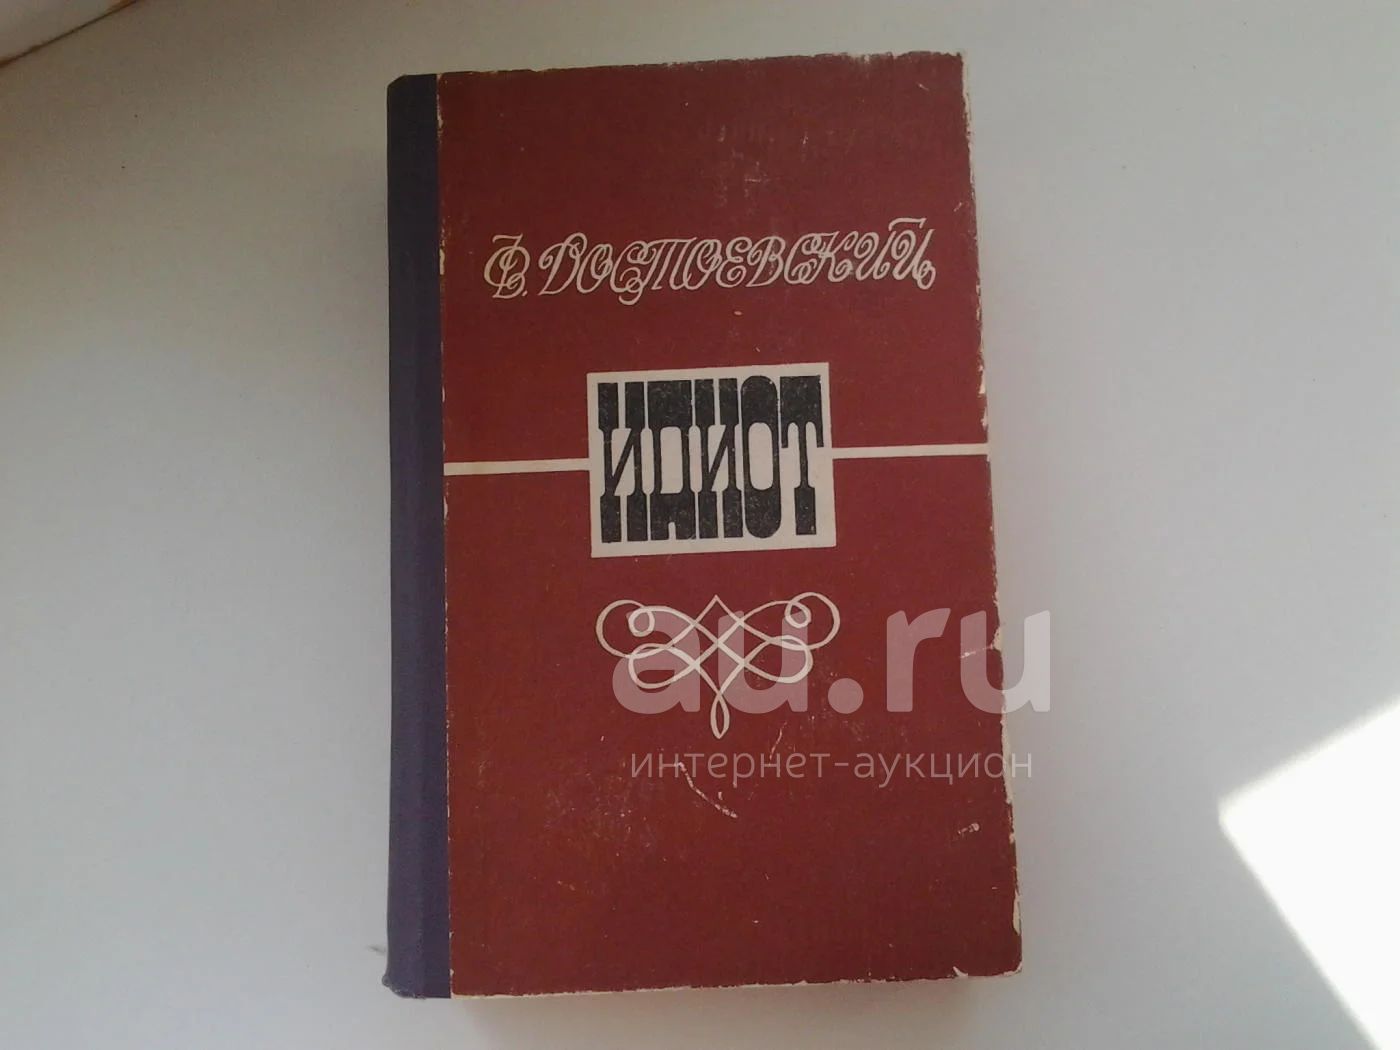 Ф. Достоевский
ИДИОТ
au.ru
интернет-аукцион